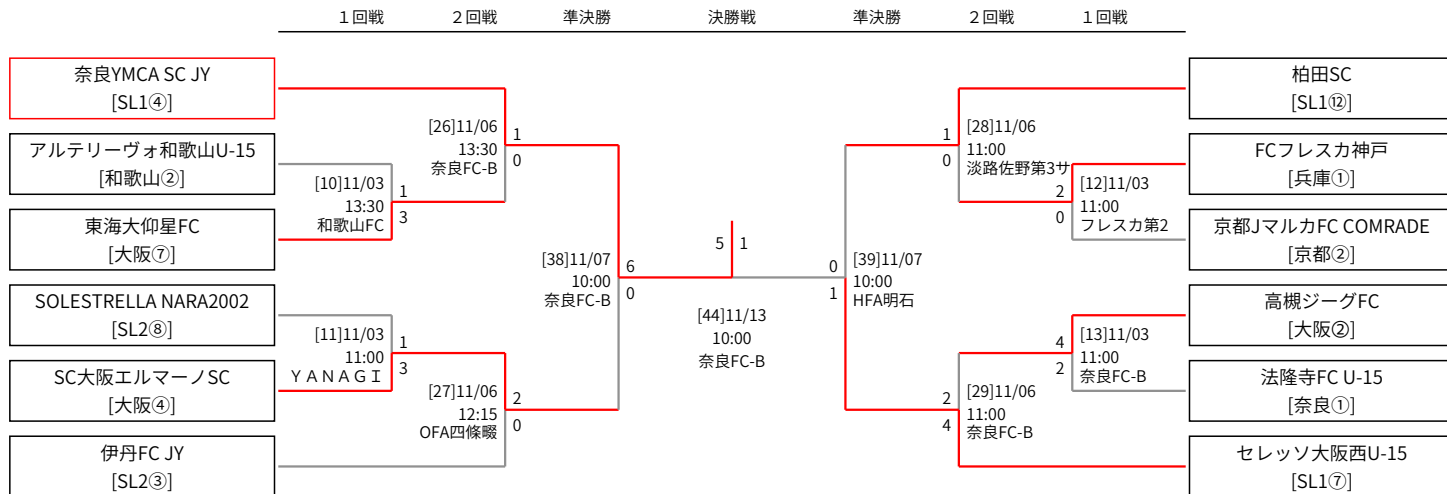 １回戦 ２回戦 準決勝 決勝戦 準決勝 ２回戦 １回戦
奈良YMCA SC JY
[SL1④]
アルテリーヴォ和歌山U-15
[和歌山②]
東海大仰星FC
[大阪⑦]
SOLESTRELLA NARA2002
[SL2⑧]
SC大阪エルマーノSC
[大阪④]
伊丹FC JY
[SL2③]
[10]11/03
13:30
和歌山FC
1
3
[11]11/03
11:00
ＹＡＮＡＧＩ
1
3
[26]11/06
13:30
奈良FC-B
1
0
[27]11/06
12:15
OFA四條畷
2
0
[38]11/07
10:00
奈良FC-B
6
0
5 1
[44]11/13
10:00
奈良FC-B
0
1
[39]11/07
10:00
HFA明石
1
0
[28]11/06
11:00
淡路佐野第3サ
2
4
[29]11/06
11:00
奈良FC-B
2
0
[12]11/03
11:00
フレスカ第2
4
2
[13]11/03
11:00
奈良FC-B
柏田SC
[SL1⑫]
FCフレスカ神戸
[兵庫①]
京都JマルカFC COMRADE
[京都②]
高槻ジーグFC
[大阪②]
法隆寺FC U-15
[奈良①]
セレッソ大阪西U-15
[SL1⑦]